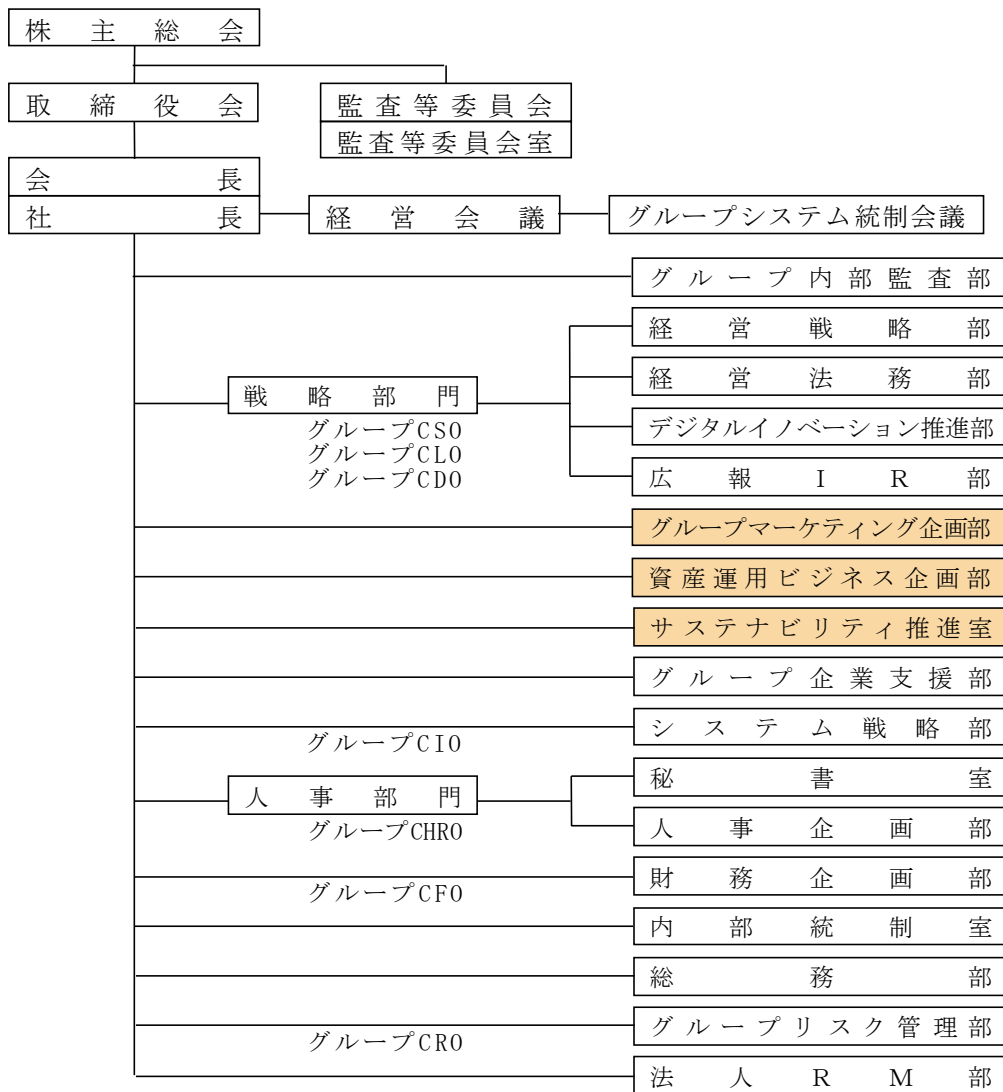 株主総会
取締役会
監査等委員会
監査等委員会室
会長
社長
経営会議
グループシステム統制会議
グループ内部監査部
経営戦略部
経営法務部
戦略部門
グループCSO
グループCLO
グループCDO
デジタルイノベーション推進部
広報IR部
グループマーケティング企画部
資産運用ビジネス企画部
サステナビリティ推進室
グループ企業支援部
システム戦略部
グループCIO
秘書室
人事部門
グループCHRO
人事企画部
財務企画部
グループCFO
内部統制室
総務部
グループリスク管理部
グループCRO
法人RM部